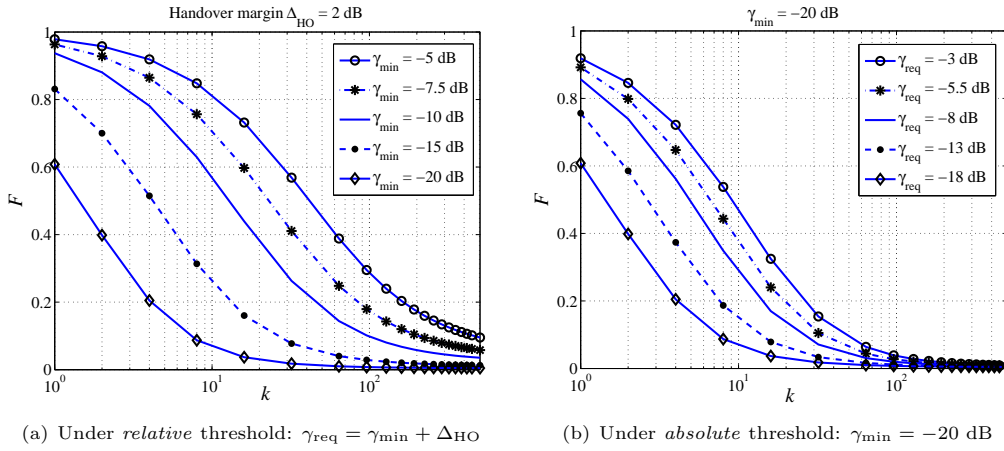 Handover margin Δ_HO = 2 dB
1
0.8
0.6
0.4
0.2
0
F
10^0
10^1
10^2
k
γ_min = −5 dB
γ_min = −7.5 dB
γ_min = −10 dB
γ_min = −15 dB
γ_min = −20 dB
(a) Under relative threshold: γ_req = γ_min + Δ_HO
γ_min = −20 dB
1
0.8
0.6
0.4
0.2
0
F
10^0
10^1
10^2
k
γ_req = −3 dB
γ_req = −5.5 dB
γ_req = −8 dB
γ_req = −13 dB
γ_req = −18 dB
(b) Under absolute threshold: γ_min = −20 dB